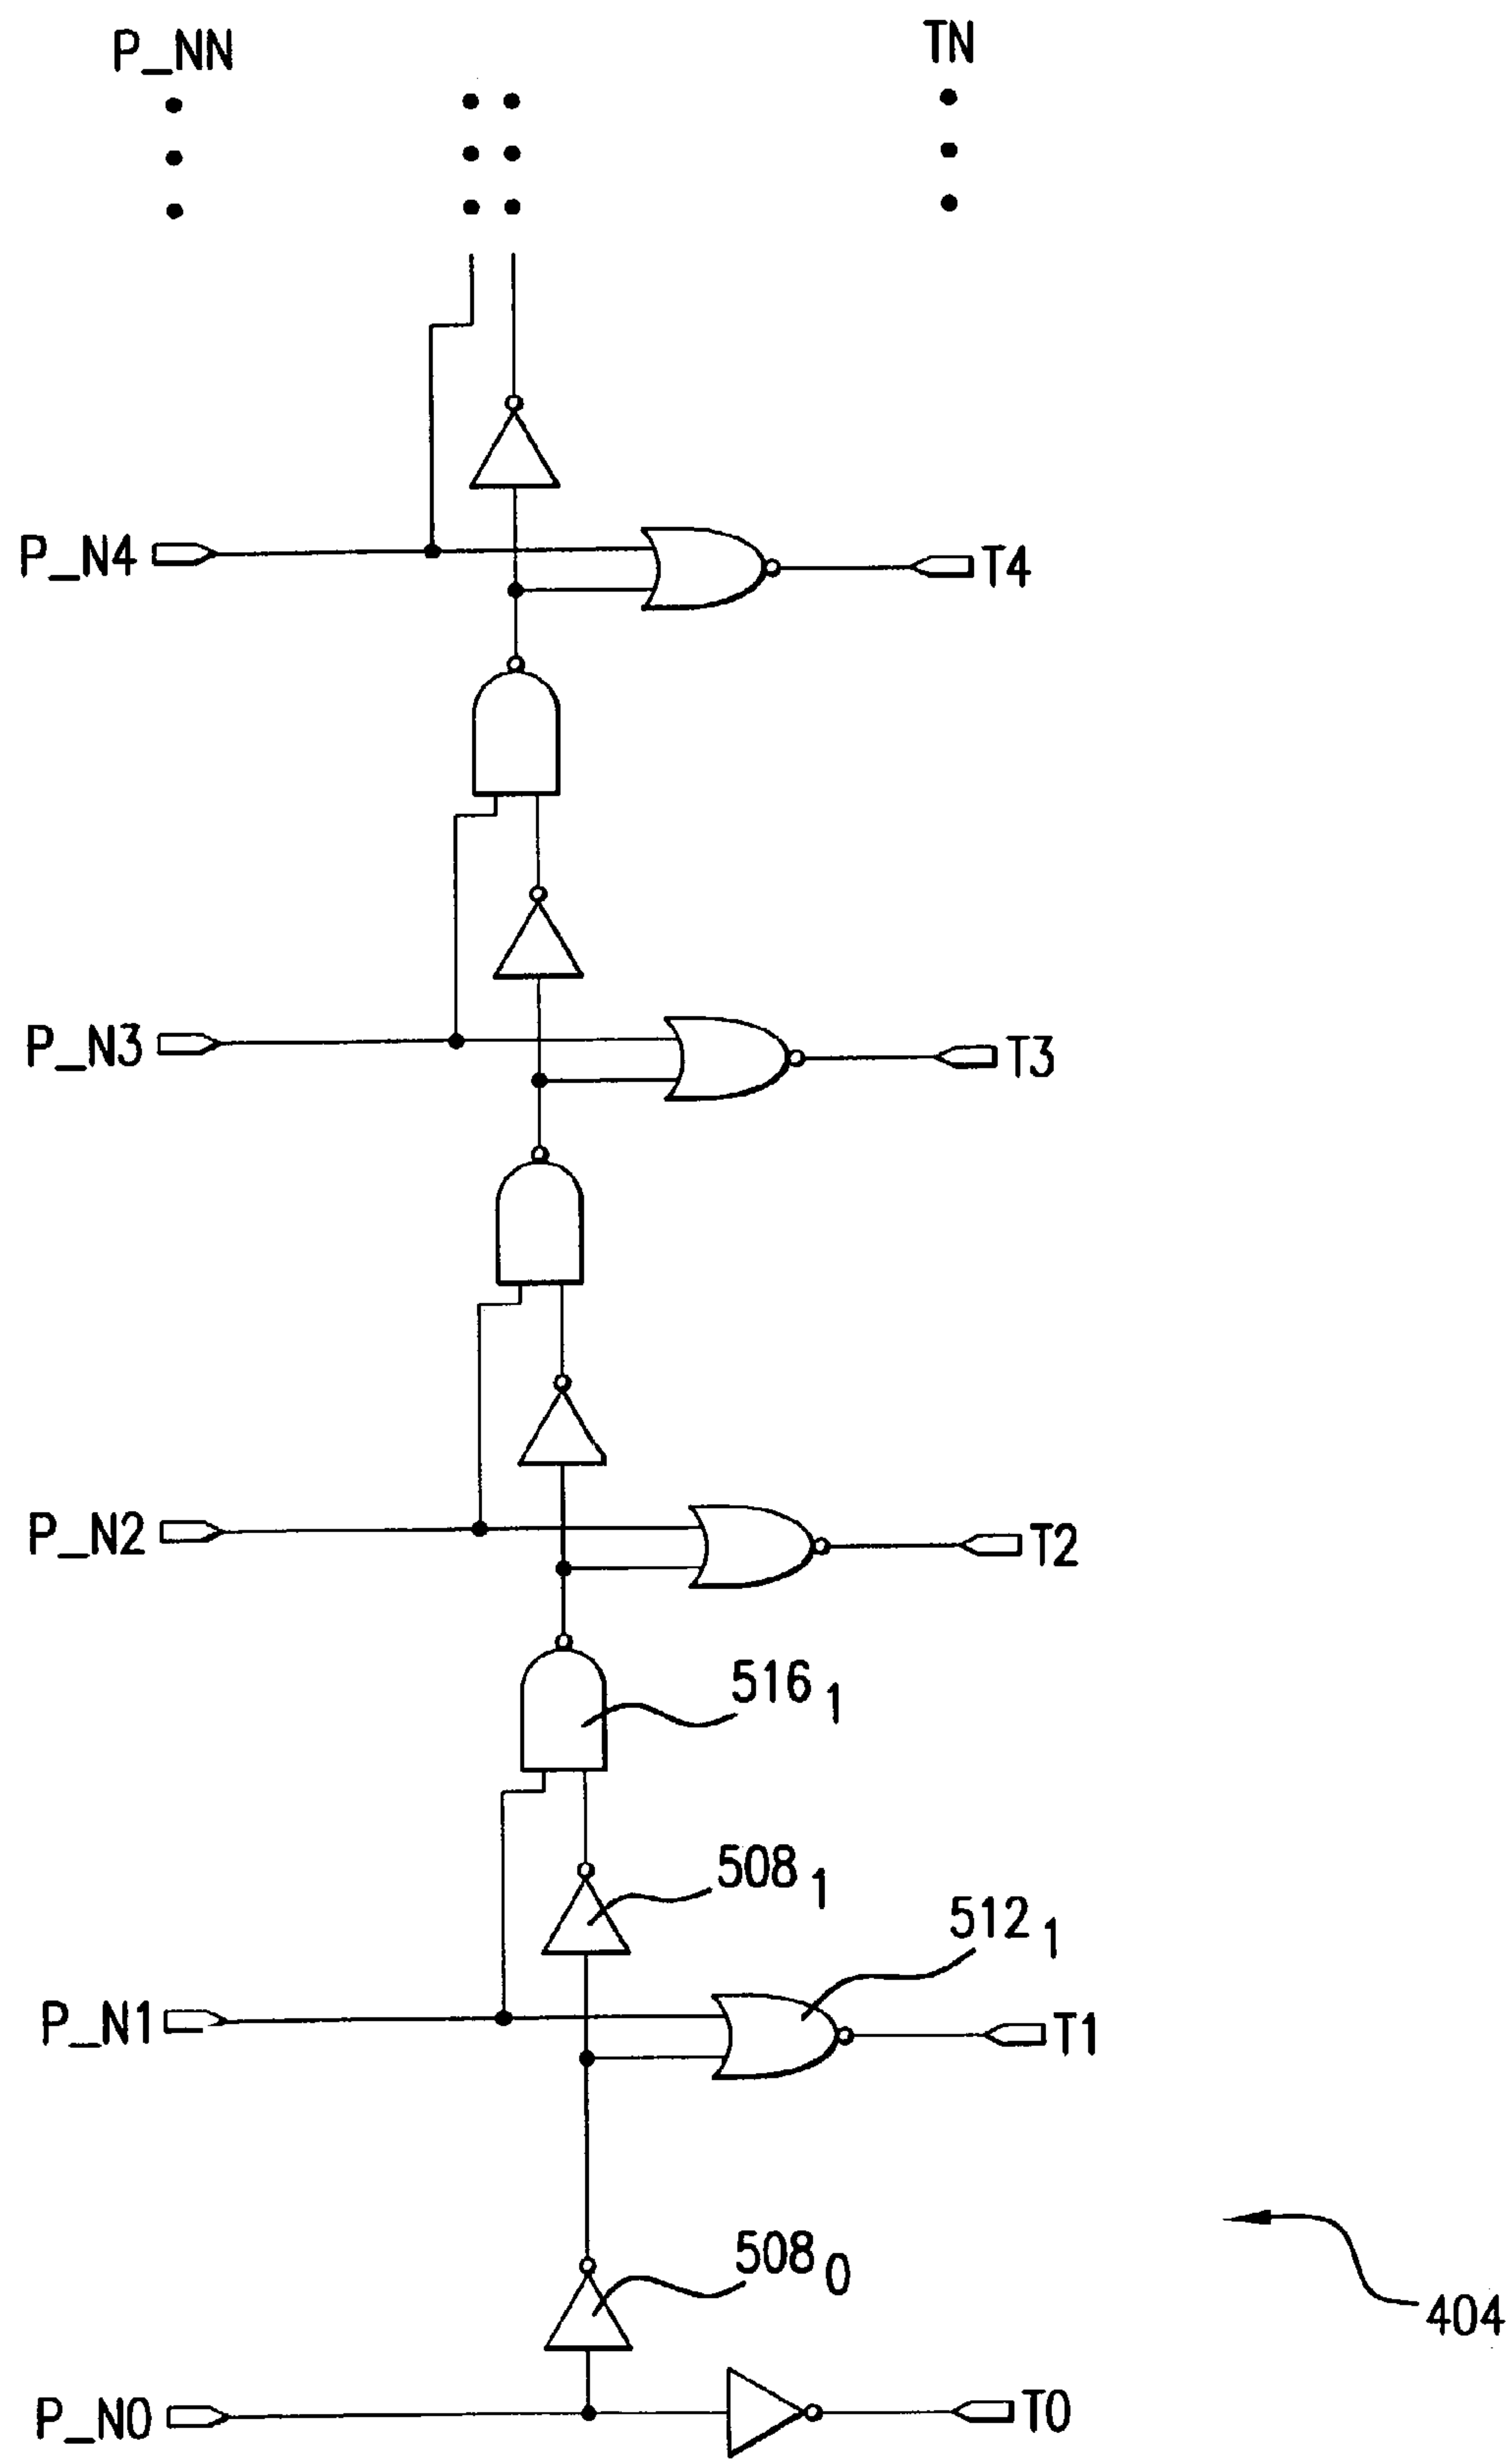 P_NN TN
P_N4 T4
P_N3 T3
P_N2 T2
516 1
508 1
512 1
P_N1 T1
508 0
404
P_N0 T0